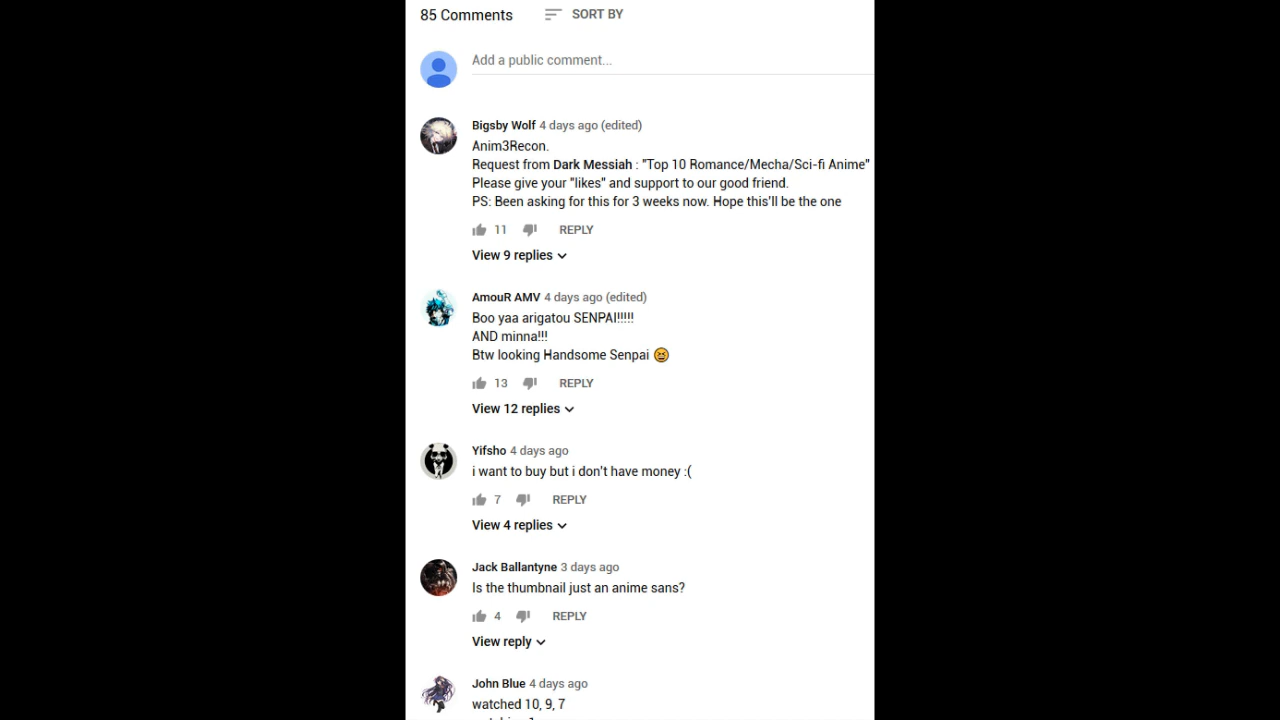 85 Comments SORT BY
Add a public comment...
Bigsby Wolf 4 days ago (edited)
Anim3Recon.
Request from Dark Messiah : "Top 10 Romance/Mecha/Sci-fi Anime"
Please give your "likes" and support to our good friend.
PS: Been asking for this for 3 weeks now. Hope this'll be the one
11 REPLY
View 9 replies
AmouR AMV 4 days ago (edited)
Boo yaa arigatou SENPAI!!!!!
AND minna!!!
Btw looking Handsome Senpai 😆
13 REPLY
View 12 replies
Yifsho 4 days ago
i want to buy but i don't have money :(
7 REPLY
View 4 replies
Jack Ballantyne 3 days ago
Is the thumbnail just an anime sans?
4 REPLY
View reply
John Blue 4 days ago
watched 10, 9, 7